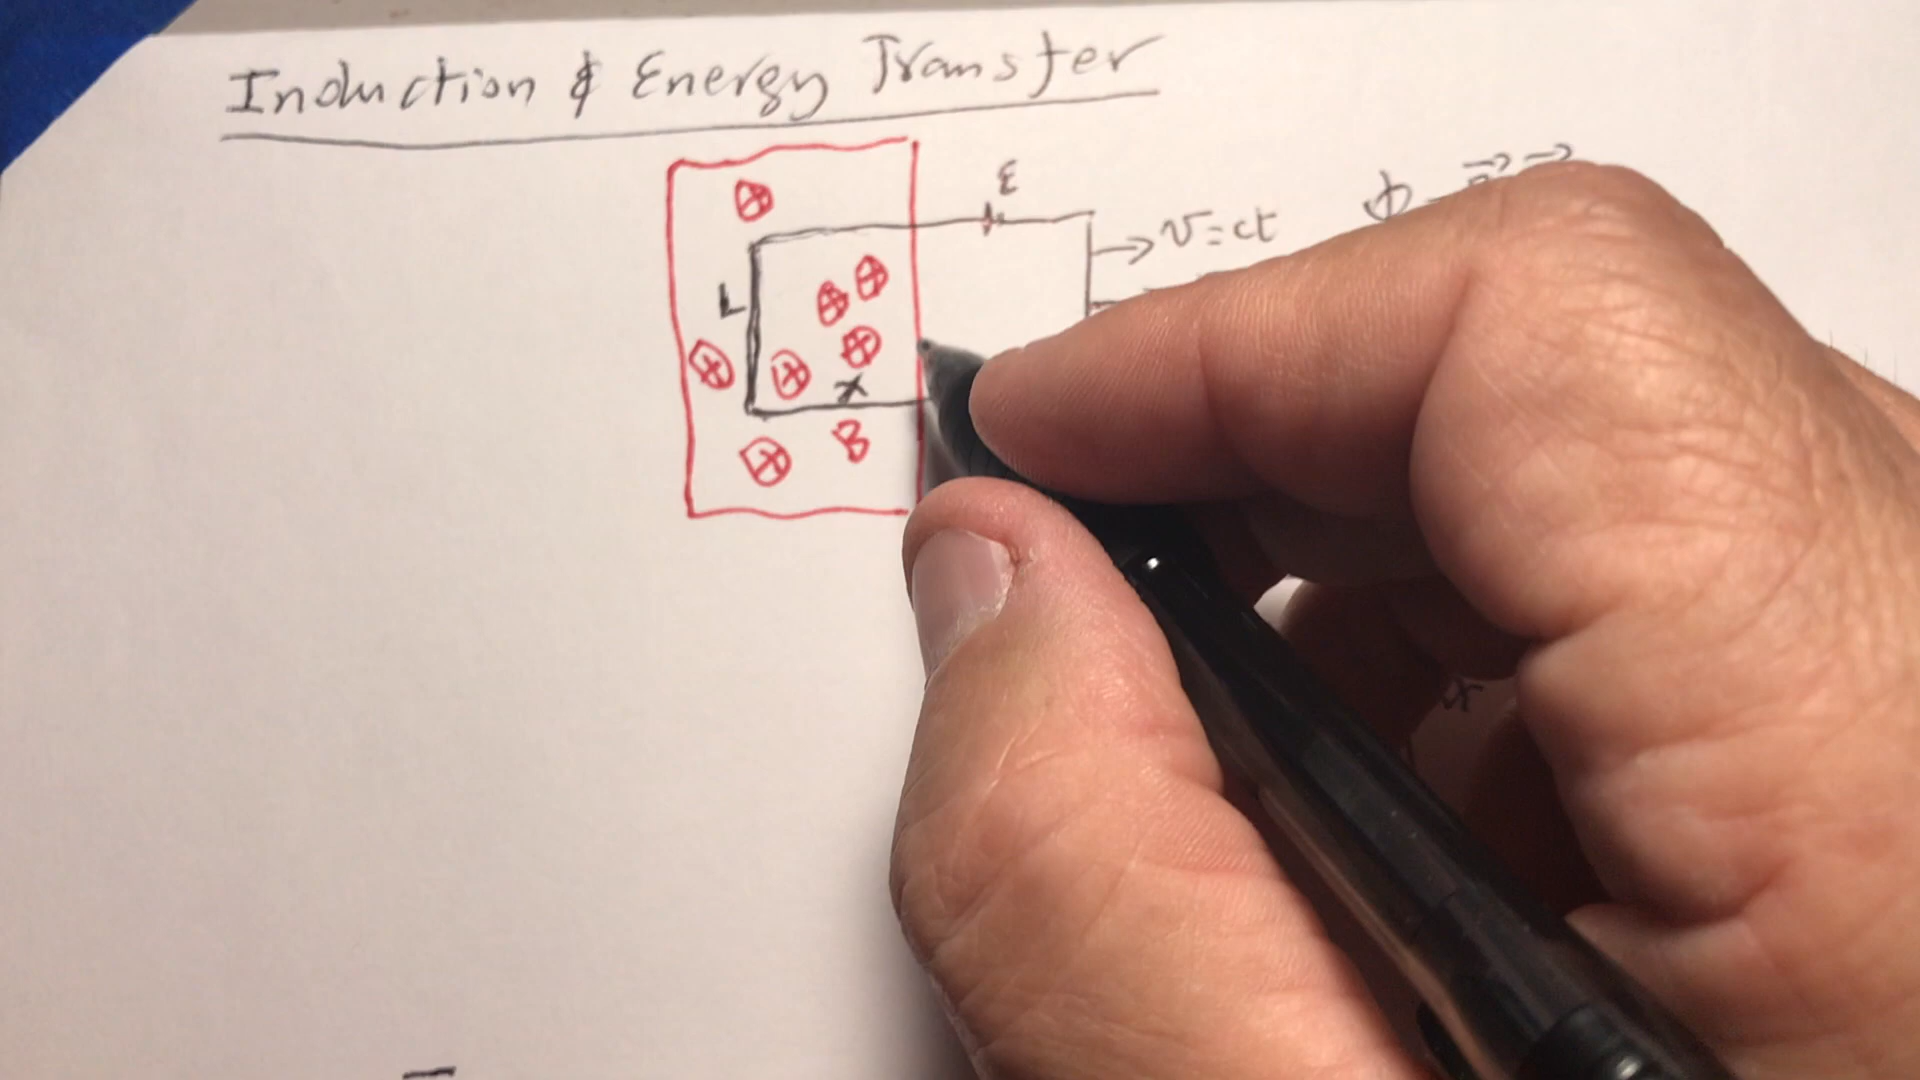 Induction & Energy Transfer
ε
v = ct
Φ
L
x
B
x